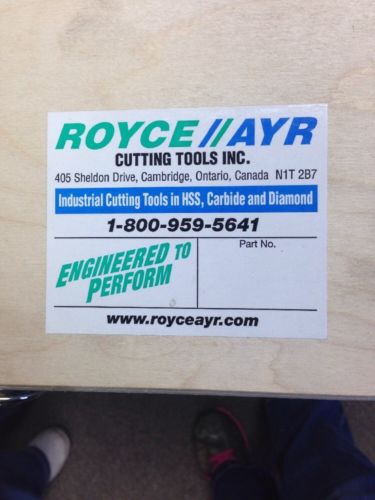 ROYCE//AYR
CUTTING TOOLS INC.
405 Sheldon Drive, Cambridge, Ontario, Canada N1T 2B7
Industrial Cutting Tools in HSS, Carbide and Diamond
1-800-959-5641
ENGINEERED TO
PERFORM
Part No.
www.royceayr.com